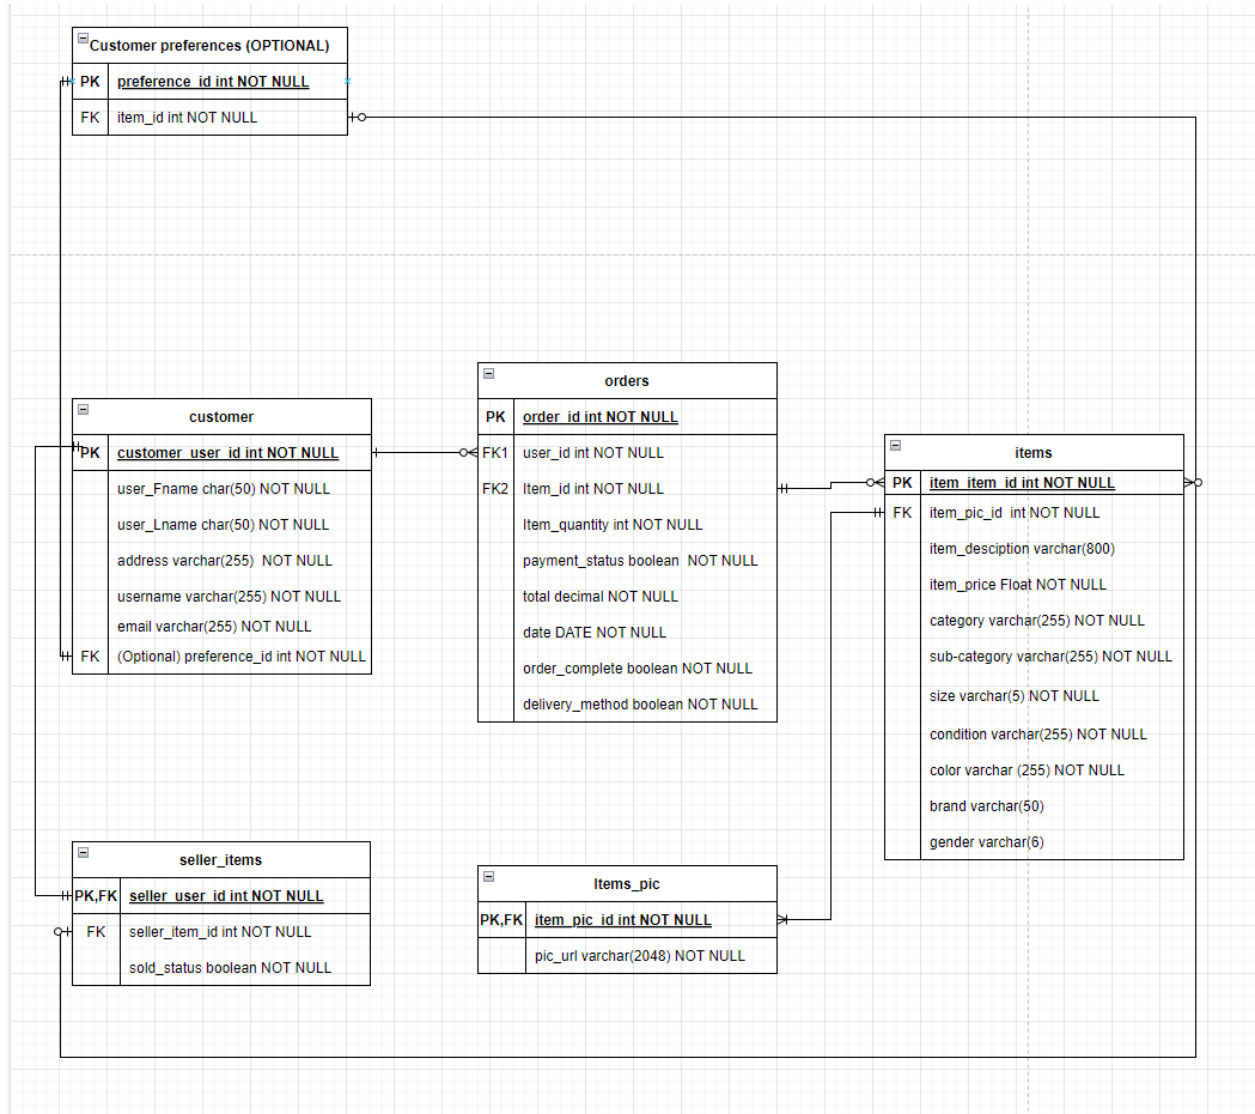 Customer preferences (OPTIONAL)
PK preference_id int NOT NULL
FK item_id int NOT NULL
customer
PK customer_user_id int NOT NULL
user_Fname char(50) NOT NULL
user_Lname char(50) NOT NULL
address varchar(255) NOT NULL
username varchar(255) NOT NULL
email varchar(255) NOT NULL
FK (Optional) preference_id int NOT NULL
orders
PK order_id int NOT NULL
FK1 user_id int NOT NULL
FK2 Item_id int NOT NULL
Item_quantity int NOT NULL
payment_status boolean NOT NULL
total decimal NOT NULL
date DATE NOT NULL
order_complete boolean NOT NULL
delivery_method boolean NOT NULL
items
PK item_item_id int NOT NULL
FK item_pic_id int NOT NULL
item_desciption varchar(800)
item_price Float NOT NULL
category varchar(255) NOT NULL
sub-category varchar(255) NOT NULL
size varchar(5) NOT NULL
condition varchar(255) NOT NULL
color varchar (255) NOT NULL
brand varchar(50)
gender varchar(6)
seller_items
PK,FK seller_user_id int NOT NULL
FK seller_item_id int NOT NULL
sold_status boolean NOT NULL
Items_pic
PK,FK item_pic_id int NOT NULL
pic_url varchar(2048) NOT NULL